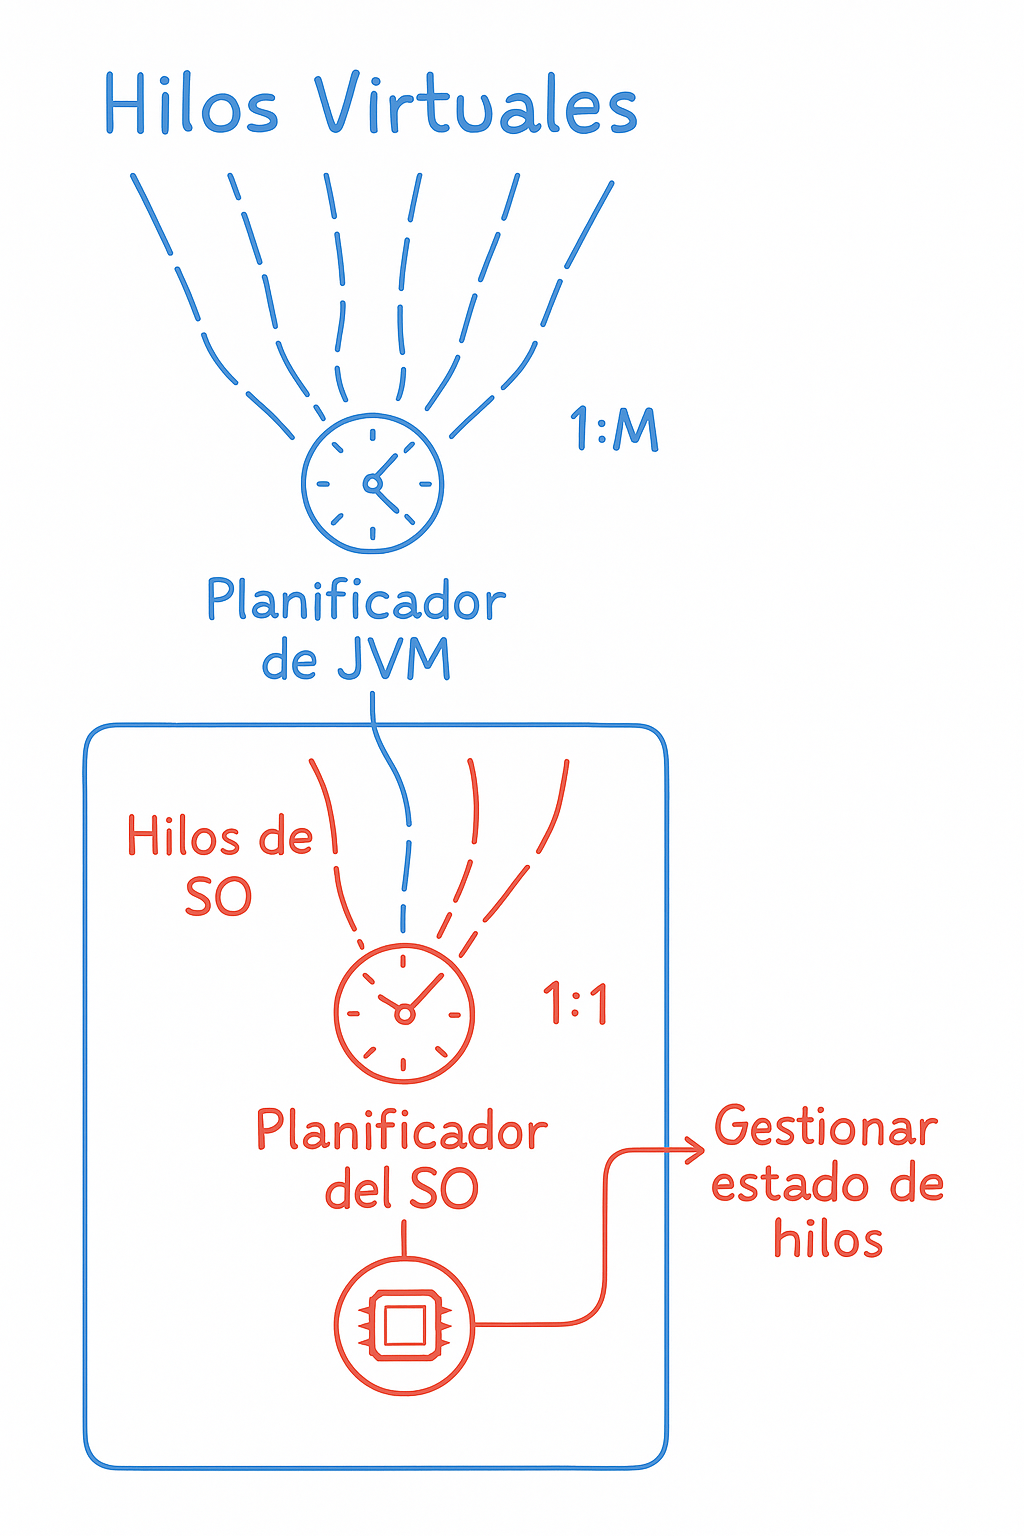 Hilos Virtuales
1:M
Planificador
de JVM
Hilos de
SO
1:1
Planificador
del SO
Gestionar
estado de
hilos